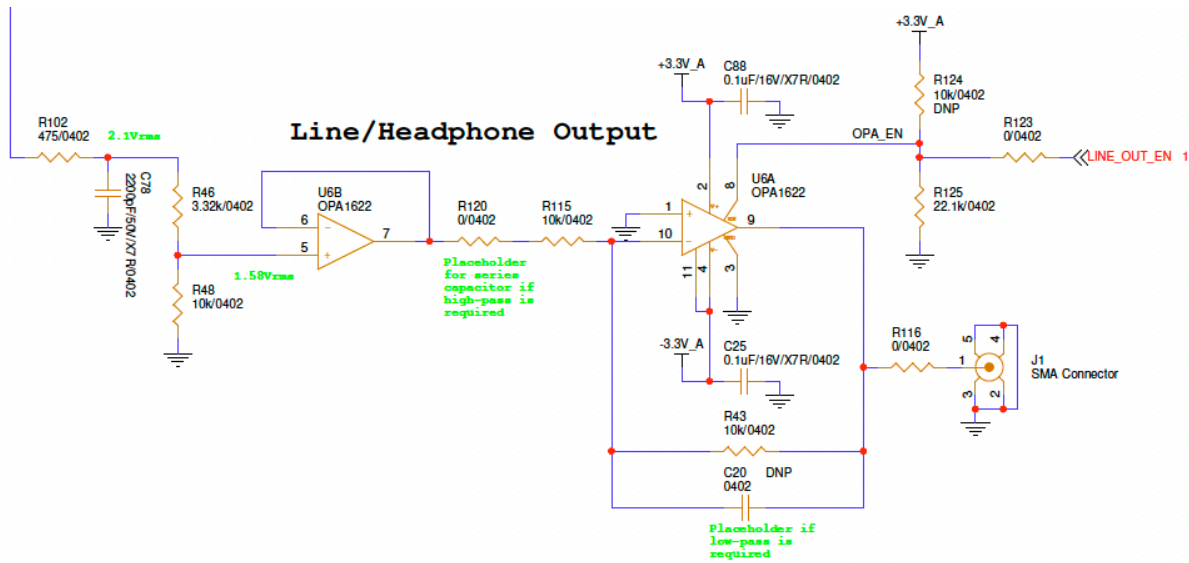 +3.3V_A
+3.3V_A
C88
0.1uF/16V/X7R/0402
R124
10k/0402
DNP
R102
475/0402
2.1Vrms
Line/Headphone Output
OPA_EN
R123
0/0402
LINE_OUT_EN 1
C78
2200pF/50V/X7R/0402
R46
3.32k/0402
U6B
OPA1622
6
5
7
R120
0/0402
R115
10k/0402
U6A
OPA1622
2
8
1
10
9
11
4
3
V+
V-
EN
GND
R125
22.1k/0402
1.58Vrms
Placeholder
for series
capacitor if
high-pass is
required
R48
10k/0402
-3.3V_A
C25
0.1uF/16V/X7R/0402
R116
0/0402
5
4
1
3
2
J1
SMA Connector
R43
10k/0402
C20
0402
DNP
Placeholder if
low-pass is
required